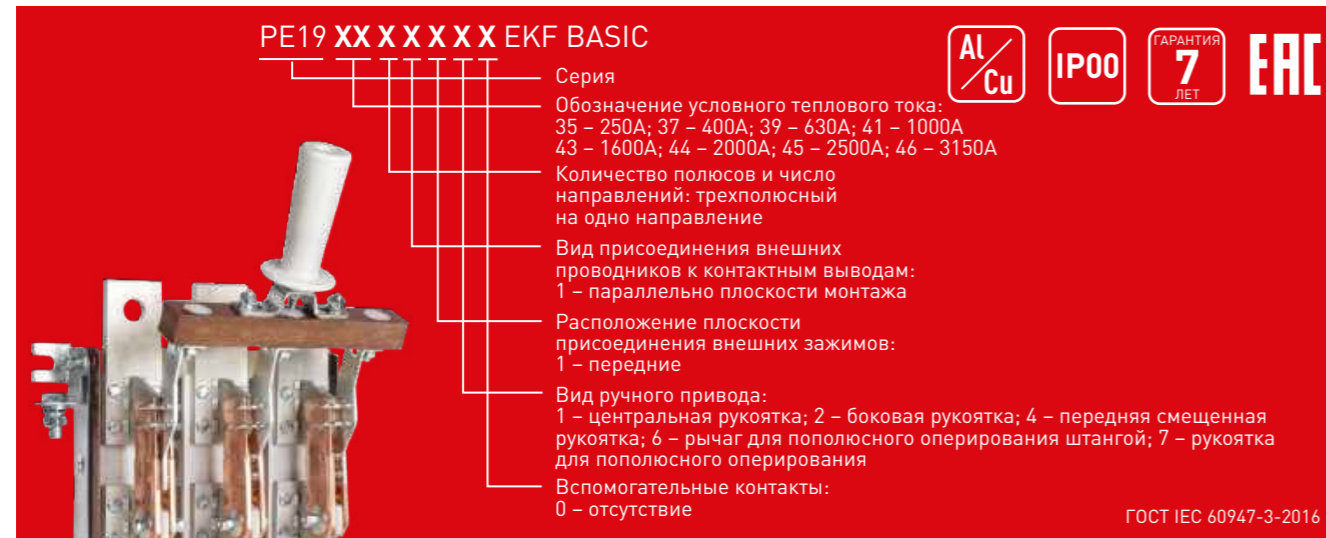 РЕ19 ХХ Х Х Х Х Х EKF BASIC
Al/Cu
IP00
ГАРАНТИЯ
7
ЛЕТ
ЕАС
Серия
Обозначение условного теплового тока:
35 – 250А; 37 – 400А; 39 – 630А; 41 – 1000А
43 – 1600А; 44 – 2000А; 45 – 2500А; 46 – 3150А
Количество полюсов и число
направлений: трехполюсный
на одно направление
Вид присоединения внешних
проводников к контактным выводам:
1 – параллельно плоскости монтажа
Расположение плоскости
присоединения внешних зажимов:
1 – передние
Вид ручного привода:
1 – центральная рукоятка; 2 – боковая рукоятка; 4 – передняя смещенная
рукоятка; 6 – рычаг для пополюсного оперирования штангой; 7 – рукоятка
для пополюсного оперирования
Вспомогательные контакты:
0 – отсутствие
ГОСТ IEC 60947-3-2016